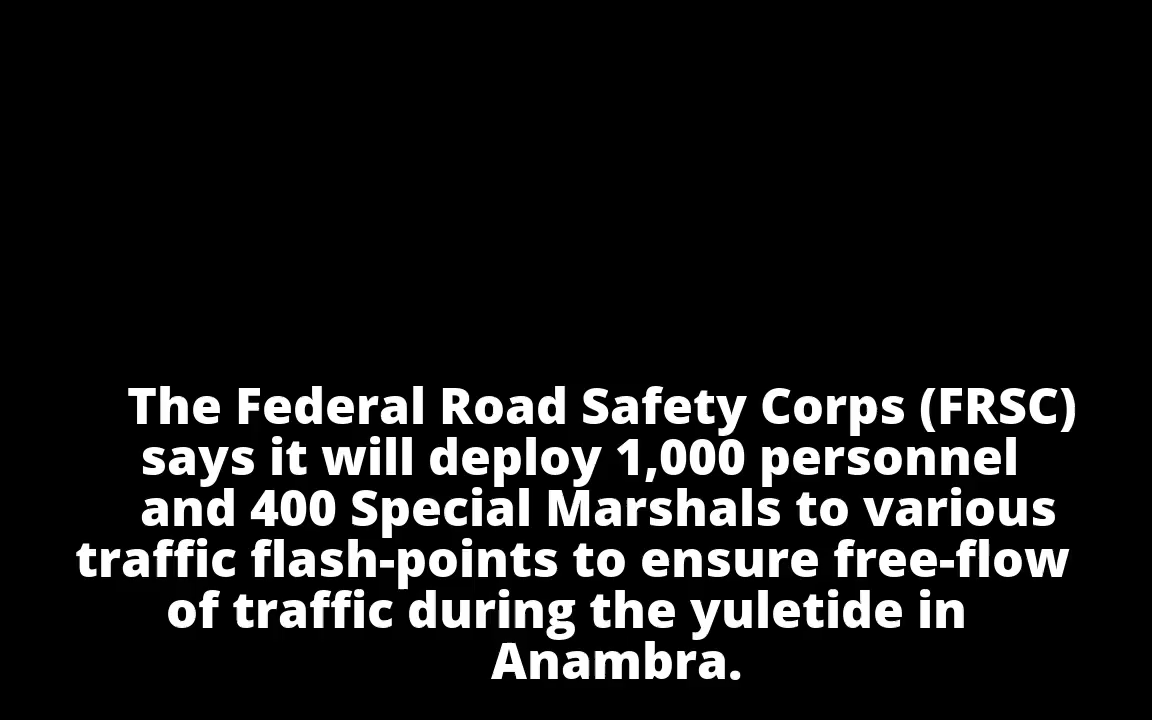 The Federal Road Safety Corps (FRSC)
says it will deploy 1,000 personnel
and 400 Special Marshals to various
traffic flash-points to ensure free-flow
of traffic during the yuletide in
Anambra.